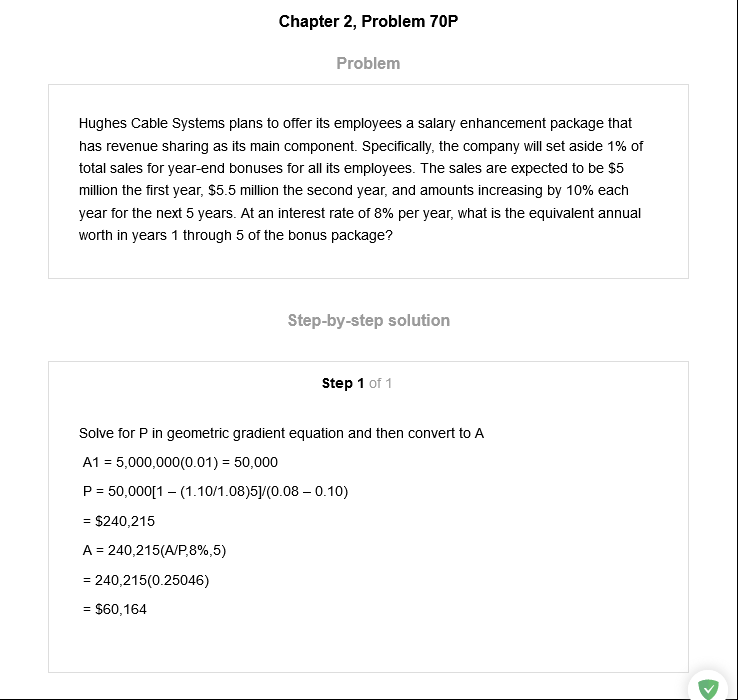 Chapter 2, Problem 70P
Problem
Hughes Cable Systems plans to offer its employees a salary enhancement package that
has revenue sharing as its main component. Specifically, the company will set aside 1% of
total sales for year-end bonuses for all its employees. The sales are expected to be $5
million the first year, $5.5 million the second year, and amounts increasing by 10% each
year for the next 5 years. At an interest rate of 8% per year, what is the equivalent annual
worth in years 1 through 5 of the bonus package?
Step-by-step solution
Step 1 of 1
Solve for P in geometric gradient equation and then convert to A
A1 = 5,000,000(0.01) = 50,000
P = 50,000[1 – (1.10/1.08)5]/(0.08 – 0.10)
= $240,215
A = 240,215(A/P,8%,5)
= 240,215(0.25046)
= $60,164